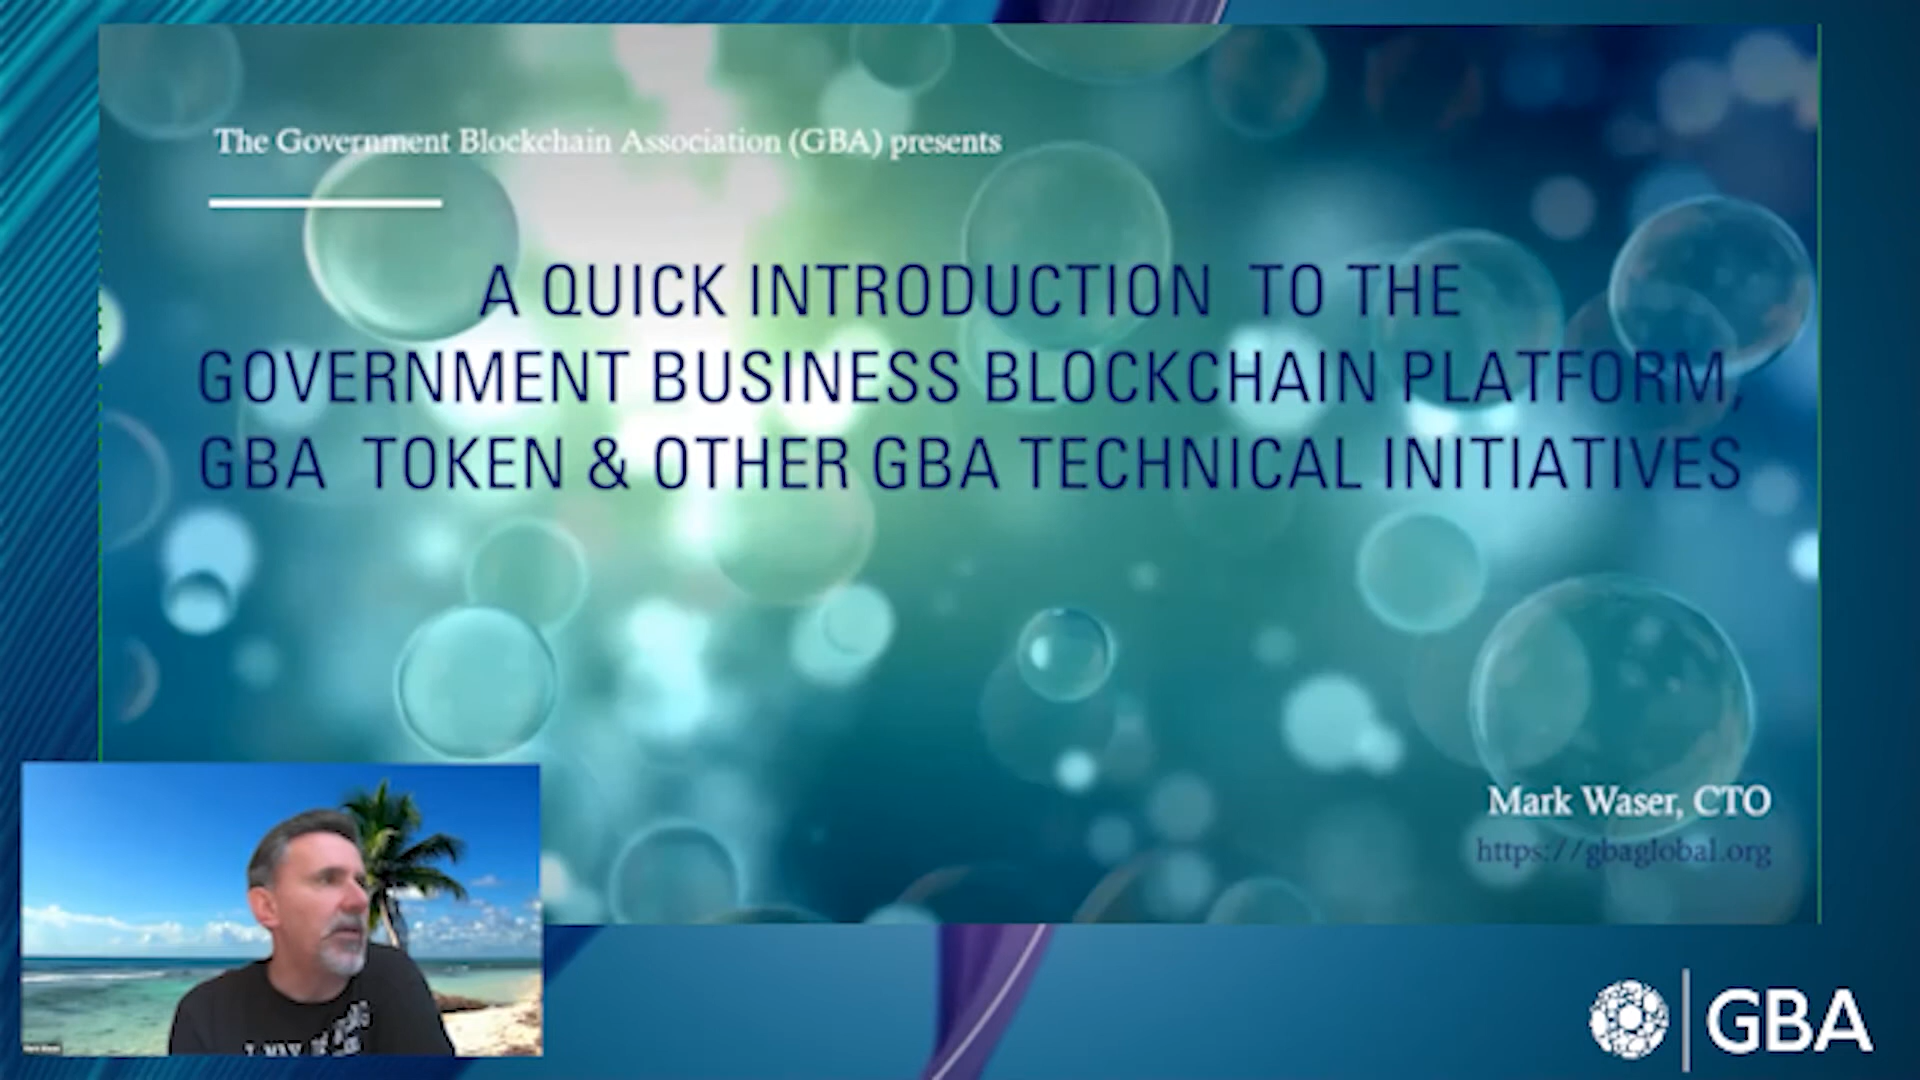 The Government Blockchain Association (GBA) presents
A QUICK INTRODUCTION TO THE
GOVERNMENT BUSINESS BLOCKCHAIN PLATFORM,
GBA TOKEN & OTHER GBA TECHNICAL INITIATIVES
Mark Waser, CTO
https://gbaglobal.org
I MAY
GBA